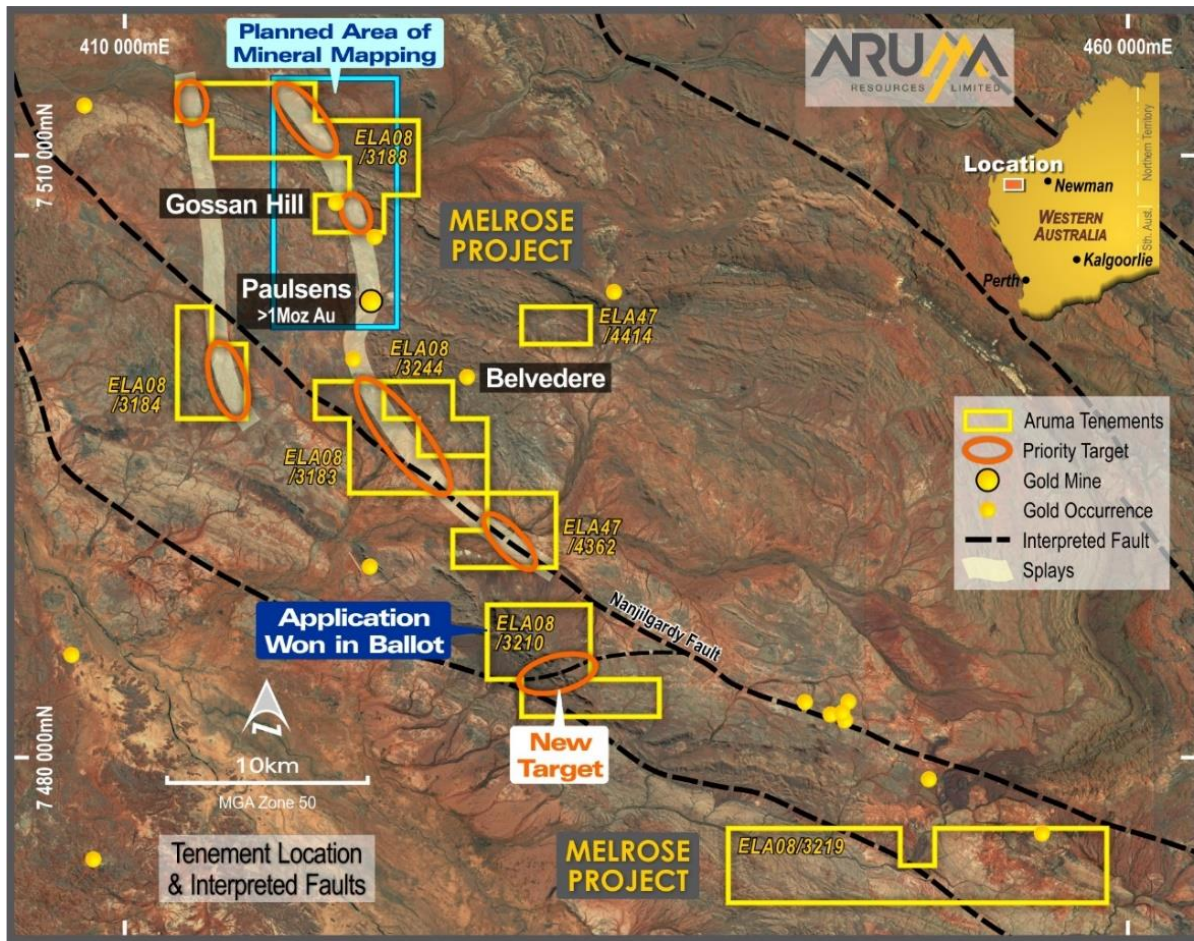 410 000mE
460 000mE
Planned Area of
Mineral Mapping
ARUMA
RESOURCES LIMITED
7 510 000mN
ELA08
/3188
Gossan Hill
MELROSE
PROJECT
Location
Newman
WESTERN
AUSTRALIA
Kalgoorlie
Perth
Northern Territory
Sth. Aust.
Paulsens
>1Moz Au
ELA47
/4414
ELA08
/3244
Belvedere
ELA08
/3184
ELA08
/3183
ELA47
/4362
Aruma Tenements
Priority Target
Gold Mine
Gold Occurrence
Interpreted Fault
Splays
Application
Won in Ballot
ELA08
/3210
Nanjilgardy Fault
New
Target
N
10km
MGA Zone 50
7 480 000mN
Tenement Location
& Interpreted Faults
MELROSE
PROJECT
ELA08/3219